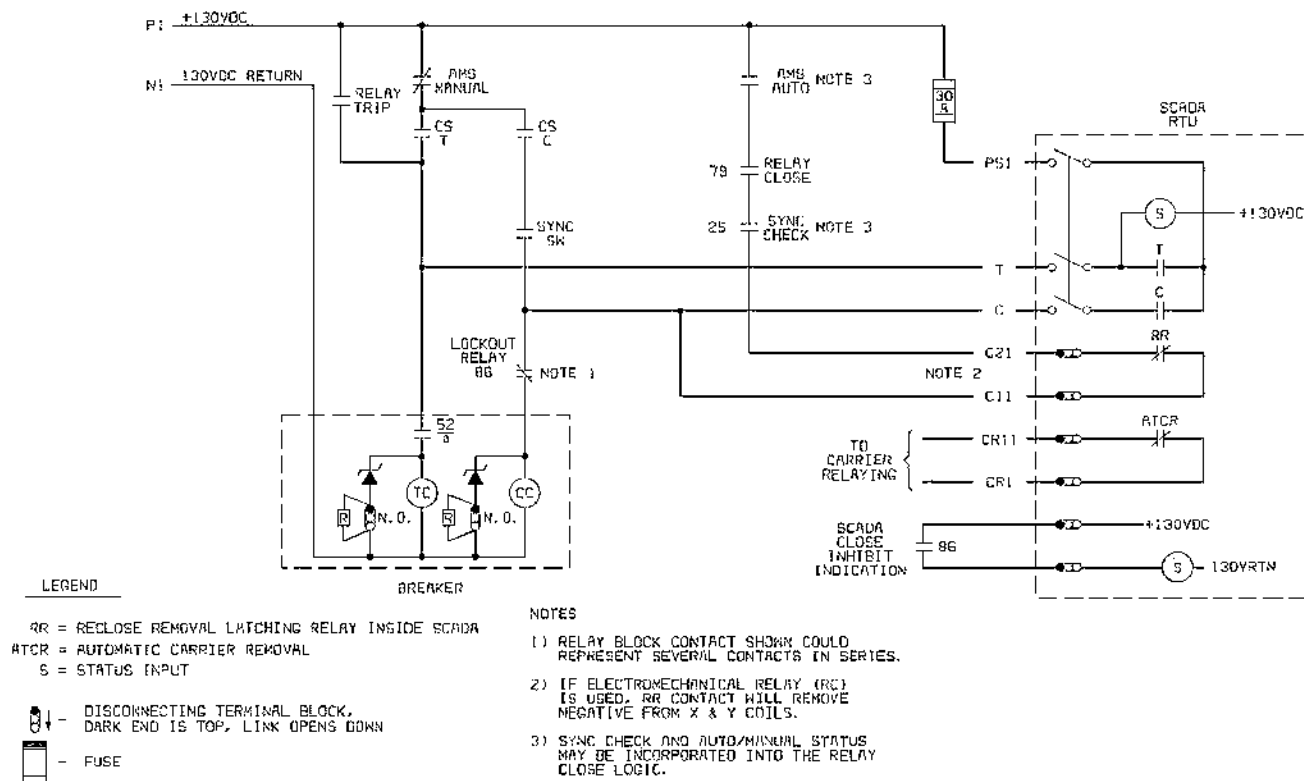 P1 +130VDC
N1 130VDC RETURN
RELAY
TRIP
AMS
MANUAL
CS
T
CS
C
SYNC
SW
AMS
AUTO NOTE 3
79 RELAY
CLOSE
25 SYNC
CHECK NOTE 3
30
A
SCADA
RTU
PS1
S +130VDC
T T
C C
LOCKOUT
RELAY
86 NOTE 1
C21 RR
NOTE 2
C11
52
a
TC
CC
R N.O.
R N.O.
BREAKER
TO
CARRIER
RELAYING
CR11 ATCR
CR1
SCADA
CLOSE
INHIBIT
INDICATION
86
+130VDC
S 130VRTN
LEGEND
RR = RECLOSE REMOVAL LATCHING RELAY INSIDE SCADA
ATCR = AUTOMATIC CARRIER REMOVAL
S = STATUS INPUT
- DISCONNECTING TERMINAL BLOCK,
DARK END IS TOP, LINK OPENS DOWN
- FUSE
NOTES
1) RELAY BLOCK CONTACT SHOWN COULD
REPRESENT SEVERAL CONTACTS IN SERIES.
2) IF ELECTROMECHANICAL RELAY (RC)
IS USED, RR CONTACT WILL REMOVE
NEGATIVE FROM X & Y COILS.
3) SYNC CHECK AND AUTO/MANUAL STATUS
MAY BE INCORPORATED INTO THE RELAY
CLOSE LOGIC.